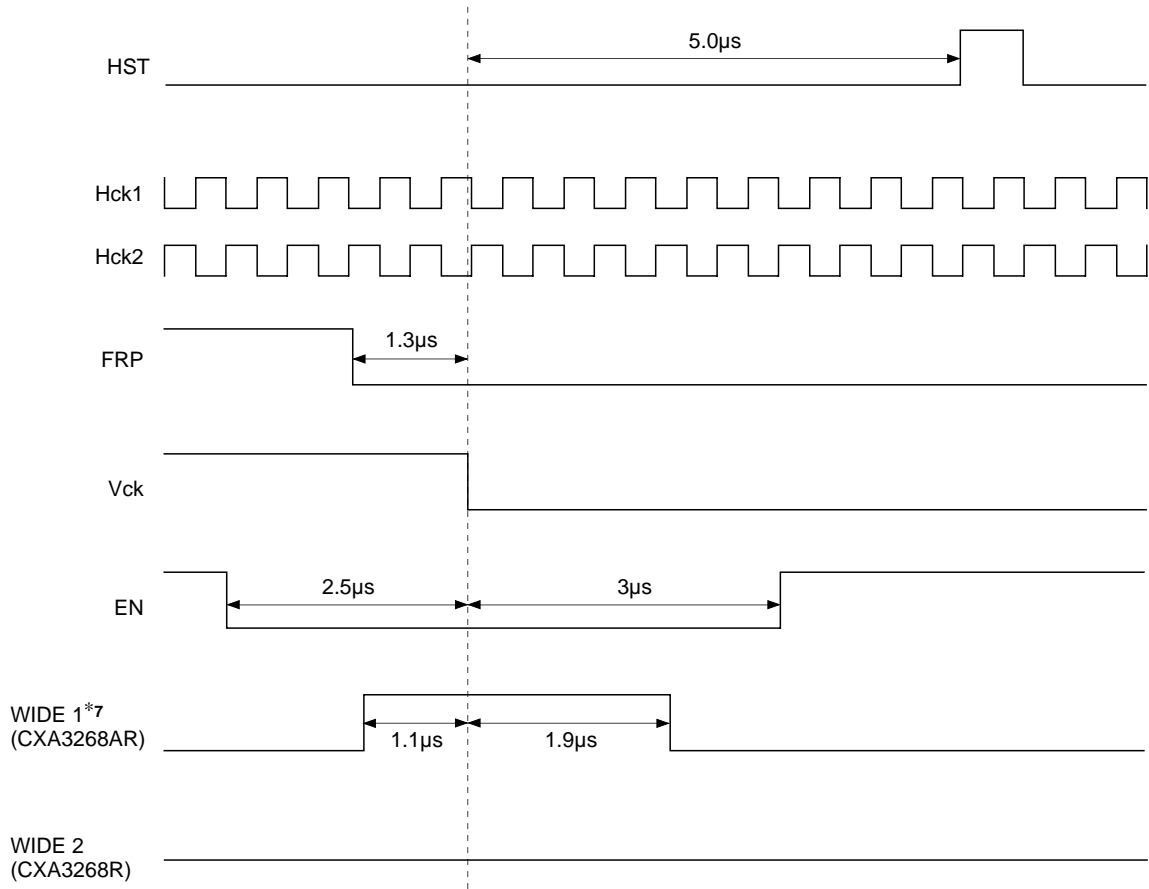 5.0µs
HST
Hck1
Hck2
1.3µs
FRP
Vck
2.5µs
3µs
EN
WIDE 1*7
(CXA3268AR)
1.1µs
1.9µs
WIDE 2
(CXA3268R)